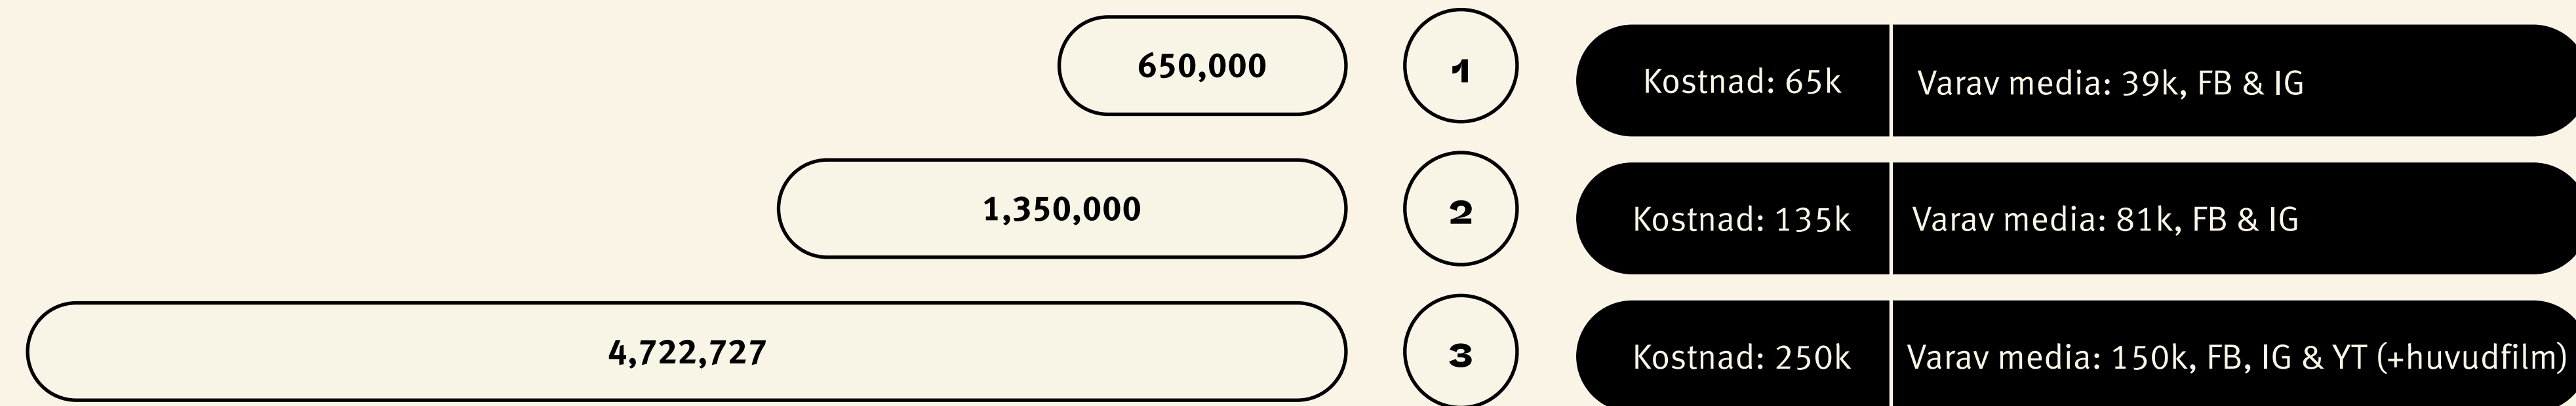 650,000 1 Kostnad: 65k Varav media: 39k, FB & IG
1,350,000 2 Kostnad: 135k Varav media: 81k, FB & IG
4,722,727 3 Kostnad: 250k Varav media: 150k, FB, IG & YT (+huvudfilm)